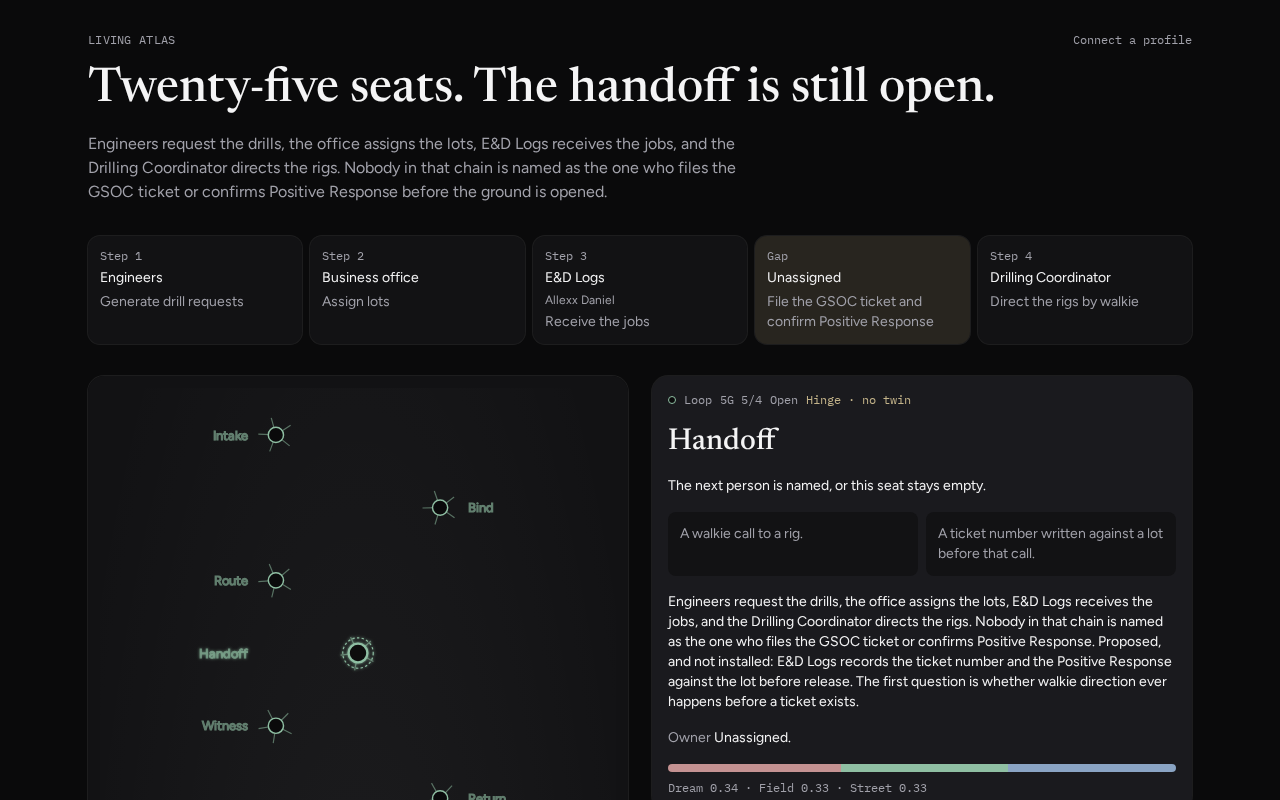 LIVING ATLAS
Connect a profile
Twenty-five seats. The handoff is still open.
Engineers request the drills, the office assigns the lots, E&D Logs receives the jobs, and the
Drilling Coordinator directs the rigs. Nobody in that chain is named as the one who files the
GSOC ticket or confirms Positive Response before the ground is opened.
Step 1
Engineers
Generate drill requests
Step 2
Business office
Assign lots
Step 3
E&D Logs
Allexx Daniel
Receive the jobs
Gap
Unassigned
File the GSOC ticket and
confirm Positive Response
Step 4
Drilling Coordinator
Direct the rigs by walkie
Intake
Bind
Route
Handoff
Witness
Return
Loop 5G 5/4 Open Hinge · no twin
Handoff
The next person is named, or this seat stays empty.
A walkie call to a rig.
A ticket number written against a lot
before that call.
Engineers request the drills, the office assigns the lots, E&D Logs receives the
jobs, and the Drilling Coordinator directs the rigs. Nobody in that chain is named
as the one who files the GSOC ticket or confirms Positive Response. Proposed,
and not installed: E&D Logs records the ticket number and the Positive Response
against the lot before release. The first question is whether walkie direction ever
happens before a ticket exists.
Owner Unassigned.
Dream 0.34 · Field 0.33 · Street 0.33